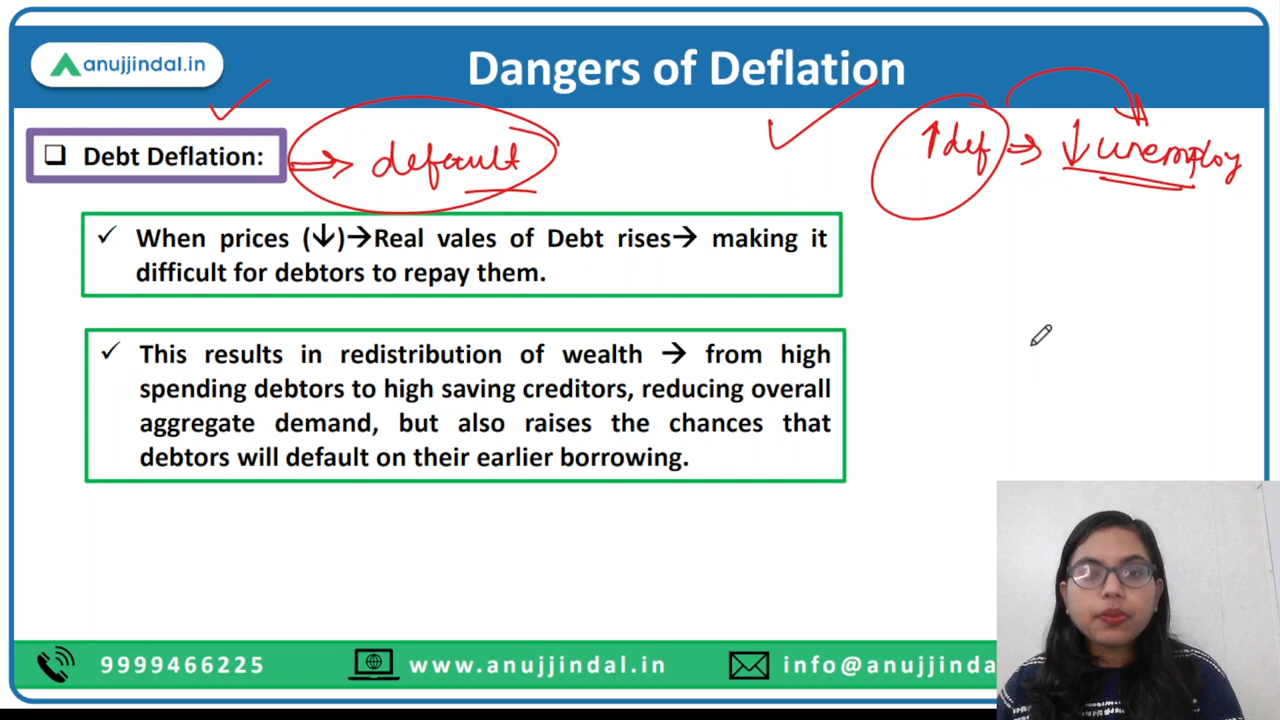 anujjindal.in
Dangers of Deflation
Debt Deflation:
default
↑def ⇒ ↓ unemploy
✓ When prices (↓)→Real vales of Debt rises→ making it
difficult for debtors to repay them.
✓ This results in redistribution of wealth → from high
spending debtors to high saving creditors, reducing overall
aggregate demand, but also raises the chances that
debtors will default on their earlier borrowing.
9999466225
www.anujjindal.in
info@anujjinda